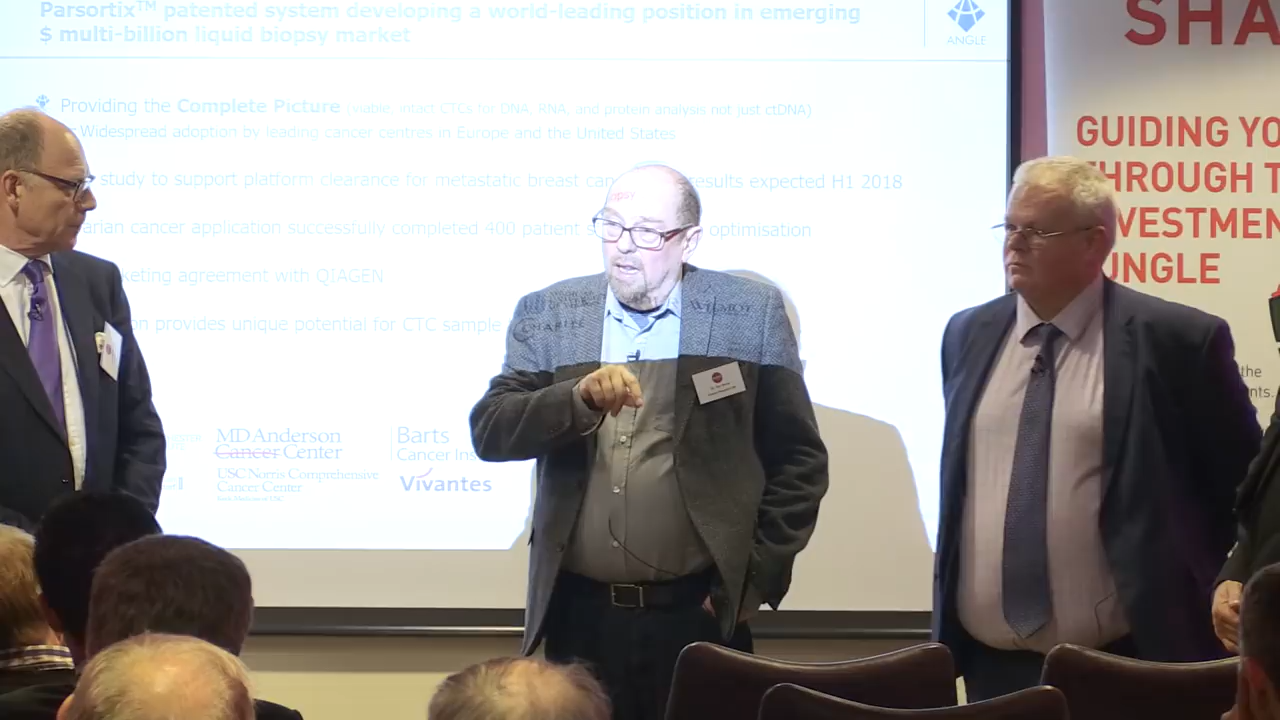 Parsortix™ patented system developing a world-leading position in emerging
$ multi-billion liquid biopsy market
ANGLE
Providing the Complete Picture (viable, intact CTCs for DNA, RNA, and protein analysis not just ctDNA)
Widespread adoption by leading cancer centres in Europe and the United States
study to support platform clearance for metastatic breast can results expected H1 2018
arian cancer application successfully completed 400 patient s optimisation
keting agreement with QIAGEN
on provides unique potential for CTC sample
CHARLES
WILMOT
MD Anderson
Cancer Center
USC Norris Comprehensive
Cancer Center
Barts
Cancer Ins
Vivantes
SHA
GUIDING YO
THROUGH T
NVESTMEN
UNGLE
the
nts.